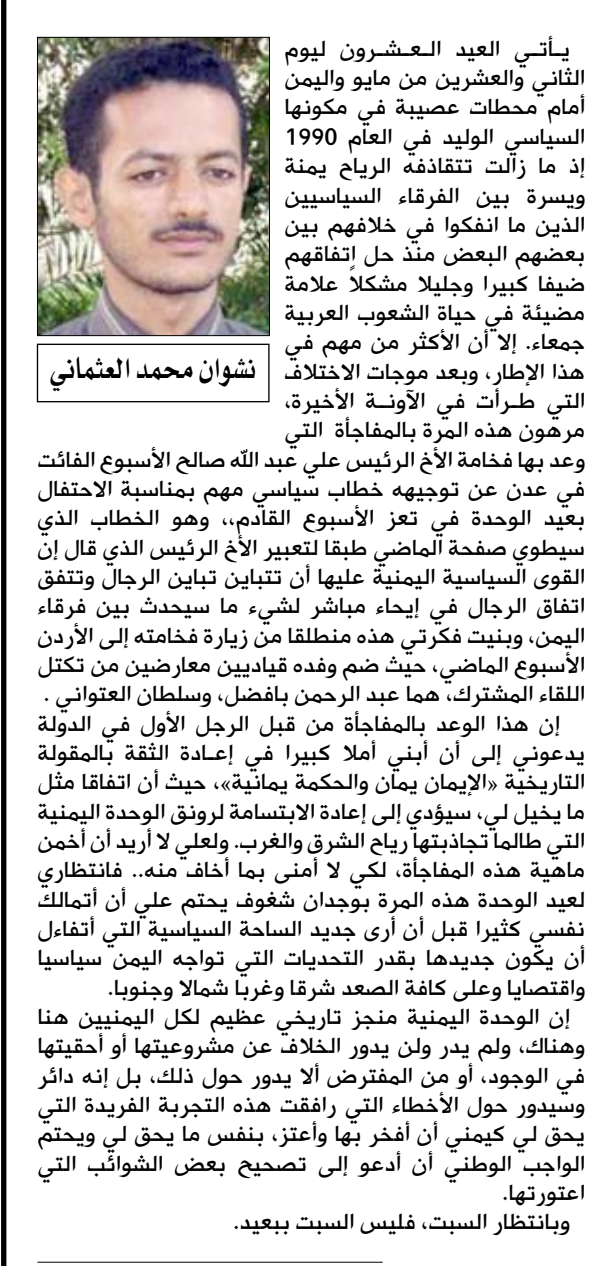 يأتي العيد العشرون ليوم
الثاني والعشرين من مايو واليمن
أمام محطات عصيبة في مكونها
السياسي الوليد في العام 1990
إذ ما زالت تتقاذفه الرياح يمنة
ويسرة بين الفرقاء السياسيين
الذين ما انفكوا في خلافهم بين
بعضهم البعض منذ حل اتفاقهم
ضيفا كبيرا وجليلا مشكلاً علامة
مضيئة في حياة الشعوب العربية
جمعاء. إلا أن الأكثر من مهم في
هذا الإطار، وبعد موجات الاختلاف
التي طرأت في الآونة الأخيرة،
مرهون هذه المرة بالمفاجأة التي
وعد بها فخامة الأخ الرئيس علي عبد الله صالح الأسبوع الفائت
في عدن عن توجيهه خطاب سياسي مهم بمناسبة الاحتفال
بعيد الوحدة في تعز الأسبوع القادم،، وهو الخطاب الذي
سيطوي صفحة الماضي طبقا لتعبير الأخ الرئيس الذي قال إن
القوى السياسية اليمنية عليها أن تتباين تباين الرجال وتتفق
اتفاق الرجال في إيحاء مباشر لشيء ما سيحدث بين فرقاء
اليمن، وبنيت فكرتي هذه منطلقا من زيارة فخامته إلى الأردن
الأسبوع الماضي، حيث ضم وفده قياديين معارضين من تكتل
اللقاء المشترك، هما عبد الرحمن بافضل، وسلطان العتواني .
إن هذا الوعد بالمفاجأة من قبل الرجل الأول في الدولة
يدعوني إلى أن أبني أملا كبيرا في إعادة الثقة بالمقولة
التاريخية «الإيمان يمان والحكمة يمانية»، حيث أن اتفاقا مثل
ما يخيل لي، سيؤدي إلى إعادة الابتسامة لرونق الوحدة اليمنية
التي طالما تجاذبتها رياح الشرق والغرب. ولعلي لا أريد أن أخمن
ماهية هذه المفاجأة، لكي لا أمنى بما أخاف منه.. فانتظاري
لعيد الوحدة هذه المرة بوجدان شغوف يحتم علي أن أتمالك
نفسي كثيرا قبل أن أرى جديد الساحة السياسية التي أتفاءل
أن يكون جديدها بقدر التحديات التي تواجه اليمن سياسيا
واقتصايا وعلى كافة الصعد شرقا وغربا شمالا وجنوبا.
إن الوحدة اليمنية منجز تاريخي عظيم لكل اليمنيين هنا
وهناك، ولم يدر ولن يدور الخلاف عن مشروعيتها أو أحقيتها
في الوجود، أو من المفترض ألا يدور حول ذلك، بل إنه دائر
وسيدور حول الأخطاء التي رافقت هذه التجربة الفريدة التي
يحق لي كيمني أن أفخر بها وأعتز، بنفس ما يحق لي ويحتم
الواجب الوطني أن أدعو إلى تصحيح بعض الشوائب التي
اعتورتها.
وبانتظار السبت، فليس السبت ببعيد.
نشوان محمد العثماني